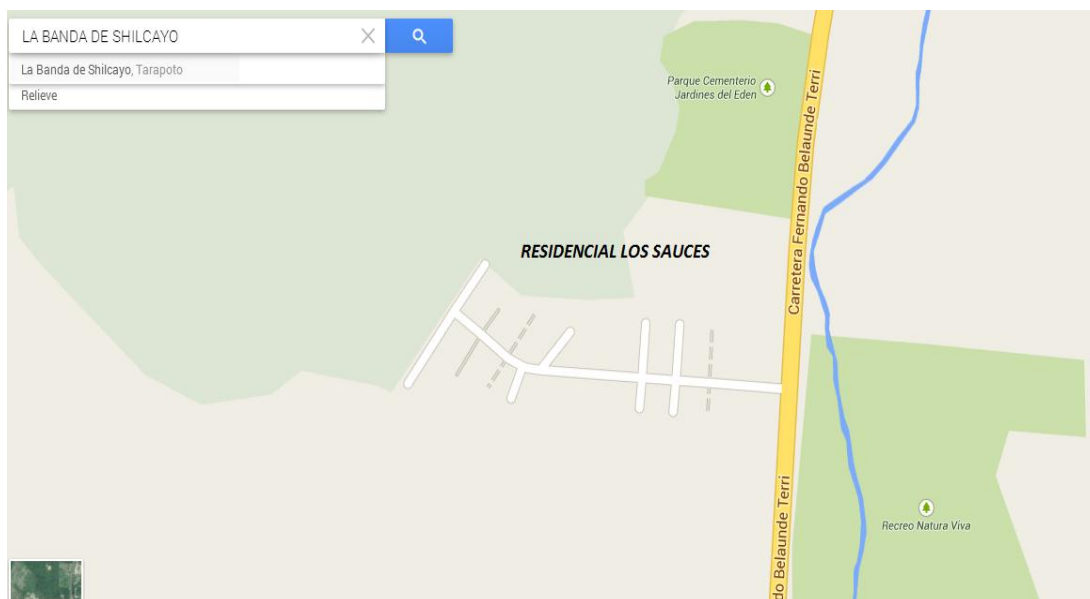 LA BANDA DE SHILCAYO
La Banda de Shilcayo, Tarapoto
Relieve
Parque Cementerio
Jardines del Eden
Carretera Fernando Belaunde Terri
RESIDENCIAL LOS SAUCES
Recreo Natura Viva
do Belaunde Terri